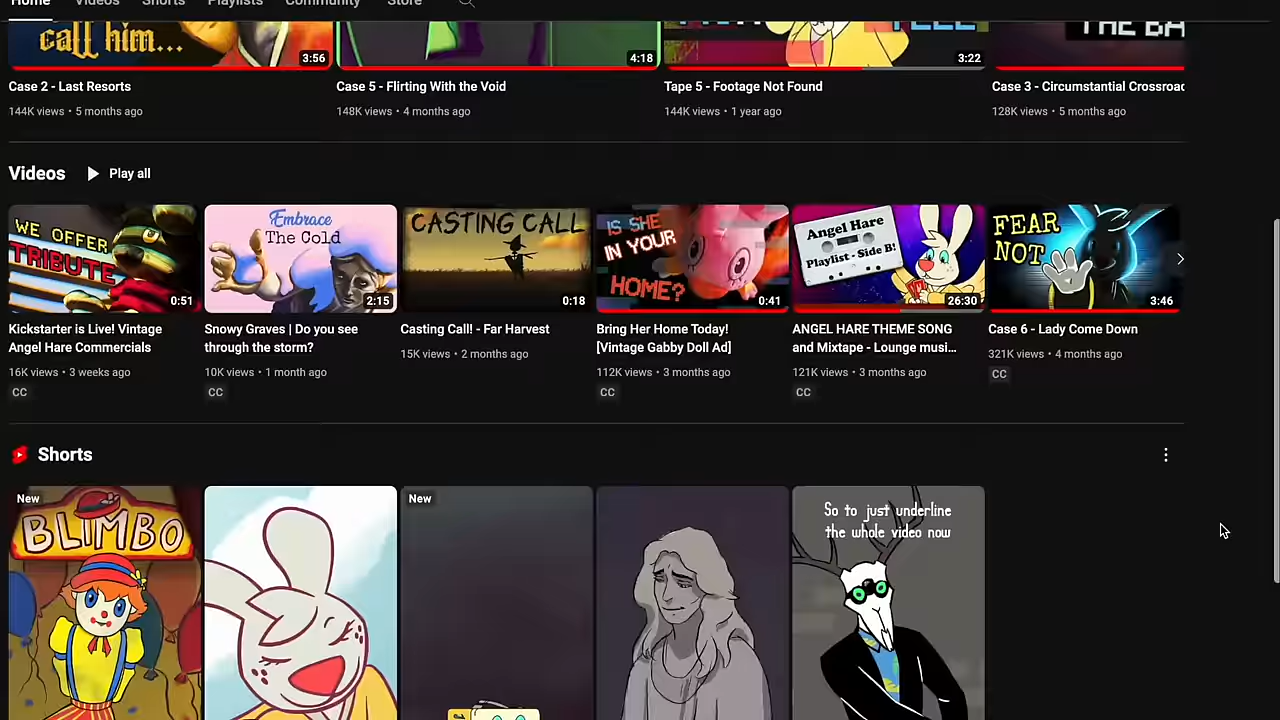 Home Videos Shorts Playlists Community Store
call him...
3:56
4:18
3:22
THE BA
Case 2 - Last Resorts
144K views • 5 months ago
Case 5 - Flirting With the Void
148K views • 4 months ago
Tape 5 - Footage Not Found
144K views • 1 year ago
Case 3 - Circumstantial Crossroad
128K views • 5 months ago
Videos Play all
WE OFFER
TRIBUTE
0:51
Embrace
The Cold
2:15
CASTING CALL
0:18
IS SHE
IN YOUR
HOME?
0:41
Angel Hare
Playlist - Side B!
26:30
FEAR
NOT
3:46
Kickstarter is Live! Vintage
Angel Hare Commercials
16K views • 3 weeks ago
CC
Snowy Graves | Do you see
through the storm?
10K views • 1 month ago
CC
Casting Call! - Far Harvest
15K views • 2 months ago
Bring Her Home Today!
[Vintage Gabby Doll Ad]
112K views • 3 months ago
CC
ANGEL HARE THEME SONG
and Mixtape - Lounge musi...
121K views • 3 months ago
CC
Case 6 - Lady Come Down
321K views • 4 months ago
CC
Shorts
New
BLIMBO
New
So to just underline
the whole video now